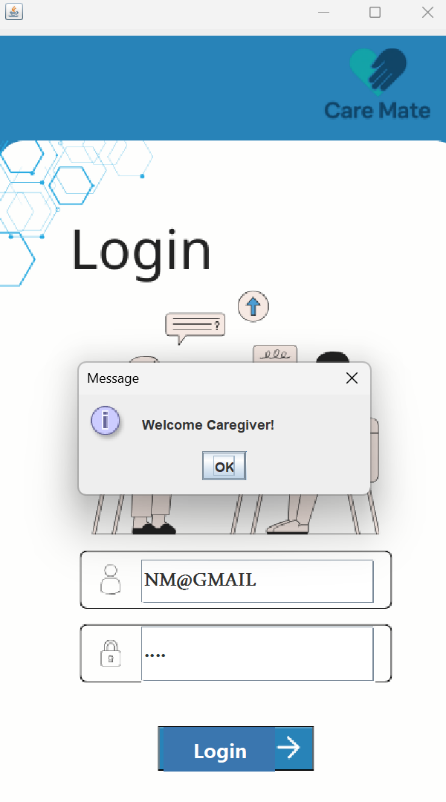 Care Mate
Login
?
Message
i
Welcome Caregiver!
OK
NM@GMAIL
....
Login